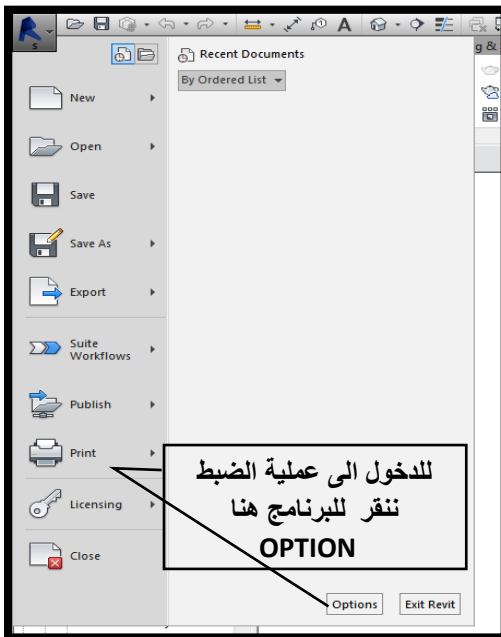 S
A
g &
Recent Documents
By Ordered List
New
Open
Save
Save As
Export
Suite
Workflows
Publish
Print
Licensing
Close
للدخول الى عملية الضبط
ننقر للبرنامج هنا
OPTION
Options
Exit Revit